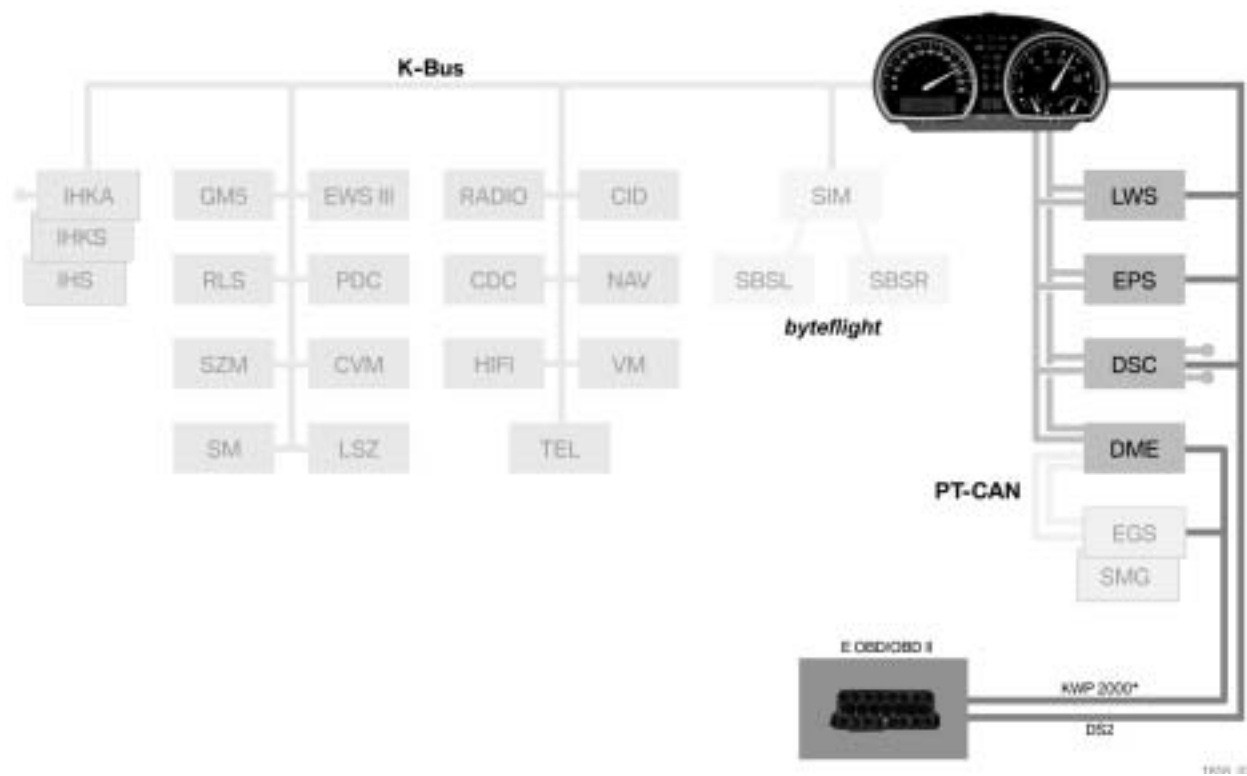 K-Bus
IHKA
GM5
EWS III
RADIO
CID
SIM
LWS
IHKS
IHS
RLS
PDC
CDC
NAV
SBSL
SBSR
EPS
byteflight
SZM
CVM
HIFI
VM
DSC
SM
LSZ
TEL
DME
PT-CAN
EGS
SMG
E OBD/OBD II
KWP 2000*
DS2